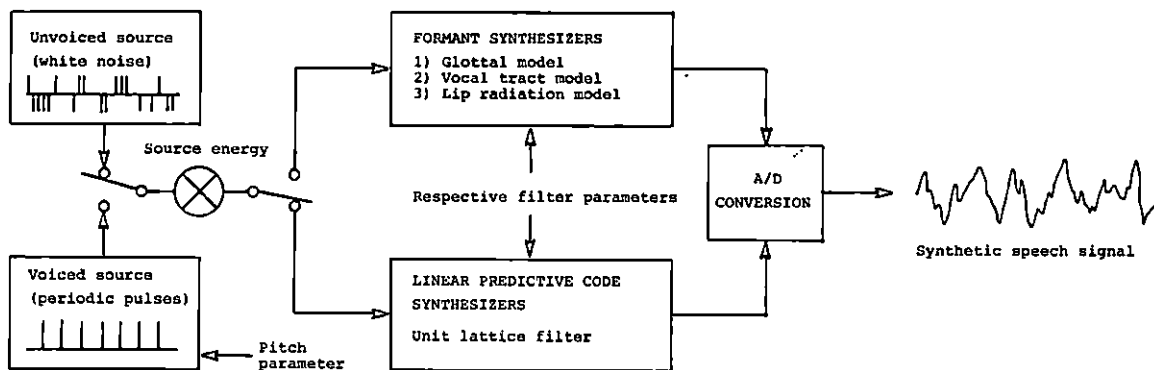 Unvoiced source
(white noise)
Source energy
Voiced source
(periodic pulses)
Pitch
parameter
FORMANT SYNTHESIZERS
1) Glottal model
2) Vocal tract model
3) Lip radiation model
Respective filter parameters
LINEAR PREDICTIVE CODE
SYNTHESIZERS
Unit lattice filter
A/D
CONVERSION
Synthetic speech signal